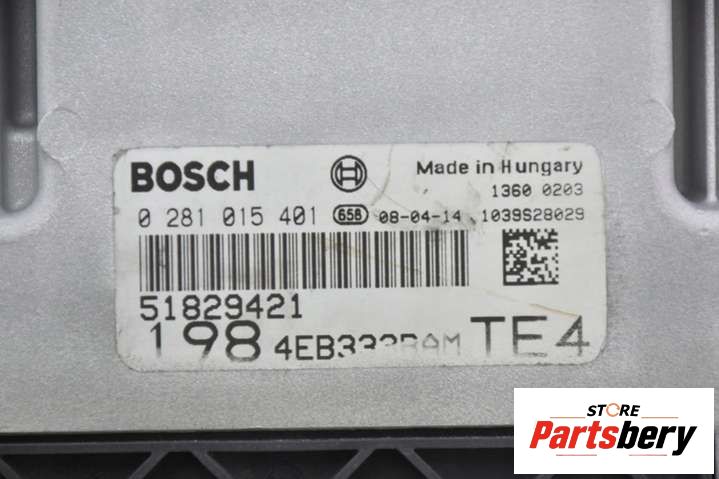 BOSCH Made in Hungary
1360 0203
0 281 015 401 658 08-04-14 1039S28029
51829421
198 TE4
STORE
Partsbery